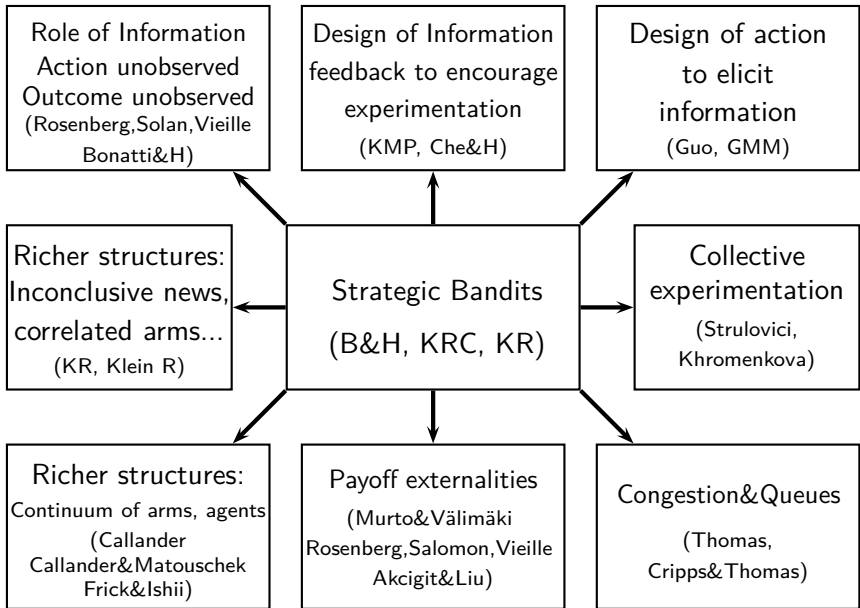 Role of Information
Action unobserved
Outcome unobserved
(Rosenberg,Solan,Vieille
Bonatti&H)
Design of Information
feedback to encourage
experimentation
(KMP, Che&H)
Design of action
to elicit
information
(Guo, GMM)
Richer structures:
Inconclusive news,
correlated arms...
(KR, Klein R)
Strategic Bandits
(B&H, KRC, KR)
Collective
experimentation
(Strulovici,
Khromenkova)
Richer structures:
Continuum of arms, agents
(Callander
Callander&Matouschek
Frick&Ishii)
Payoff externalities
(Murto&Välimäki
Rosenberg,Salomon,Vieille
Akcigit&Liu)
Congestion&Queues
(Thomas,
Cripps&Thomas)